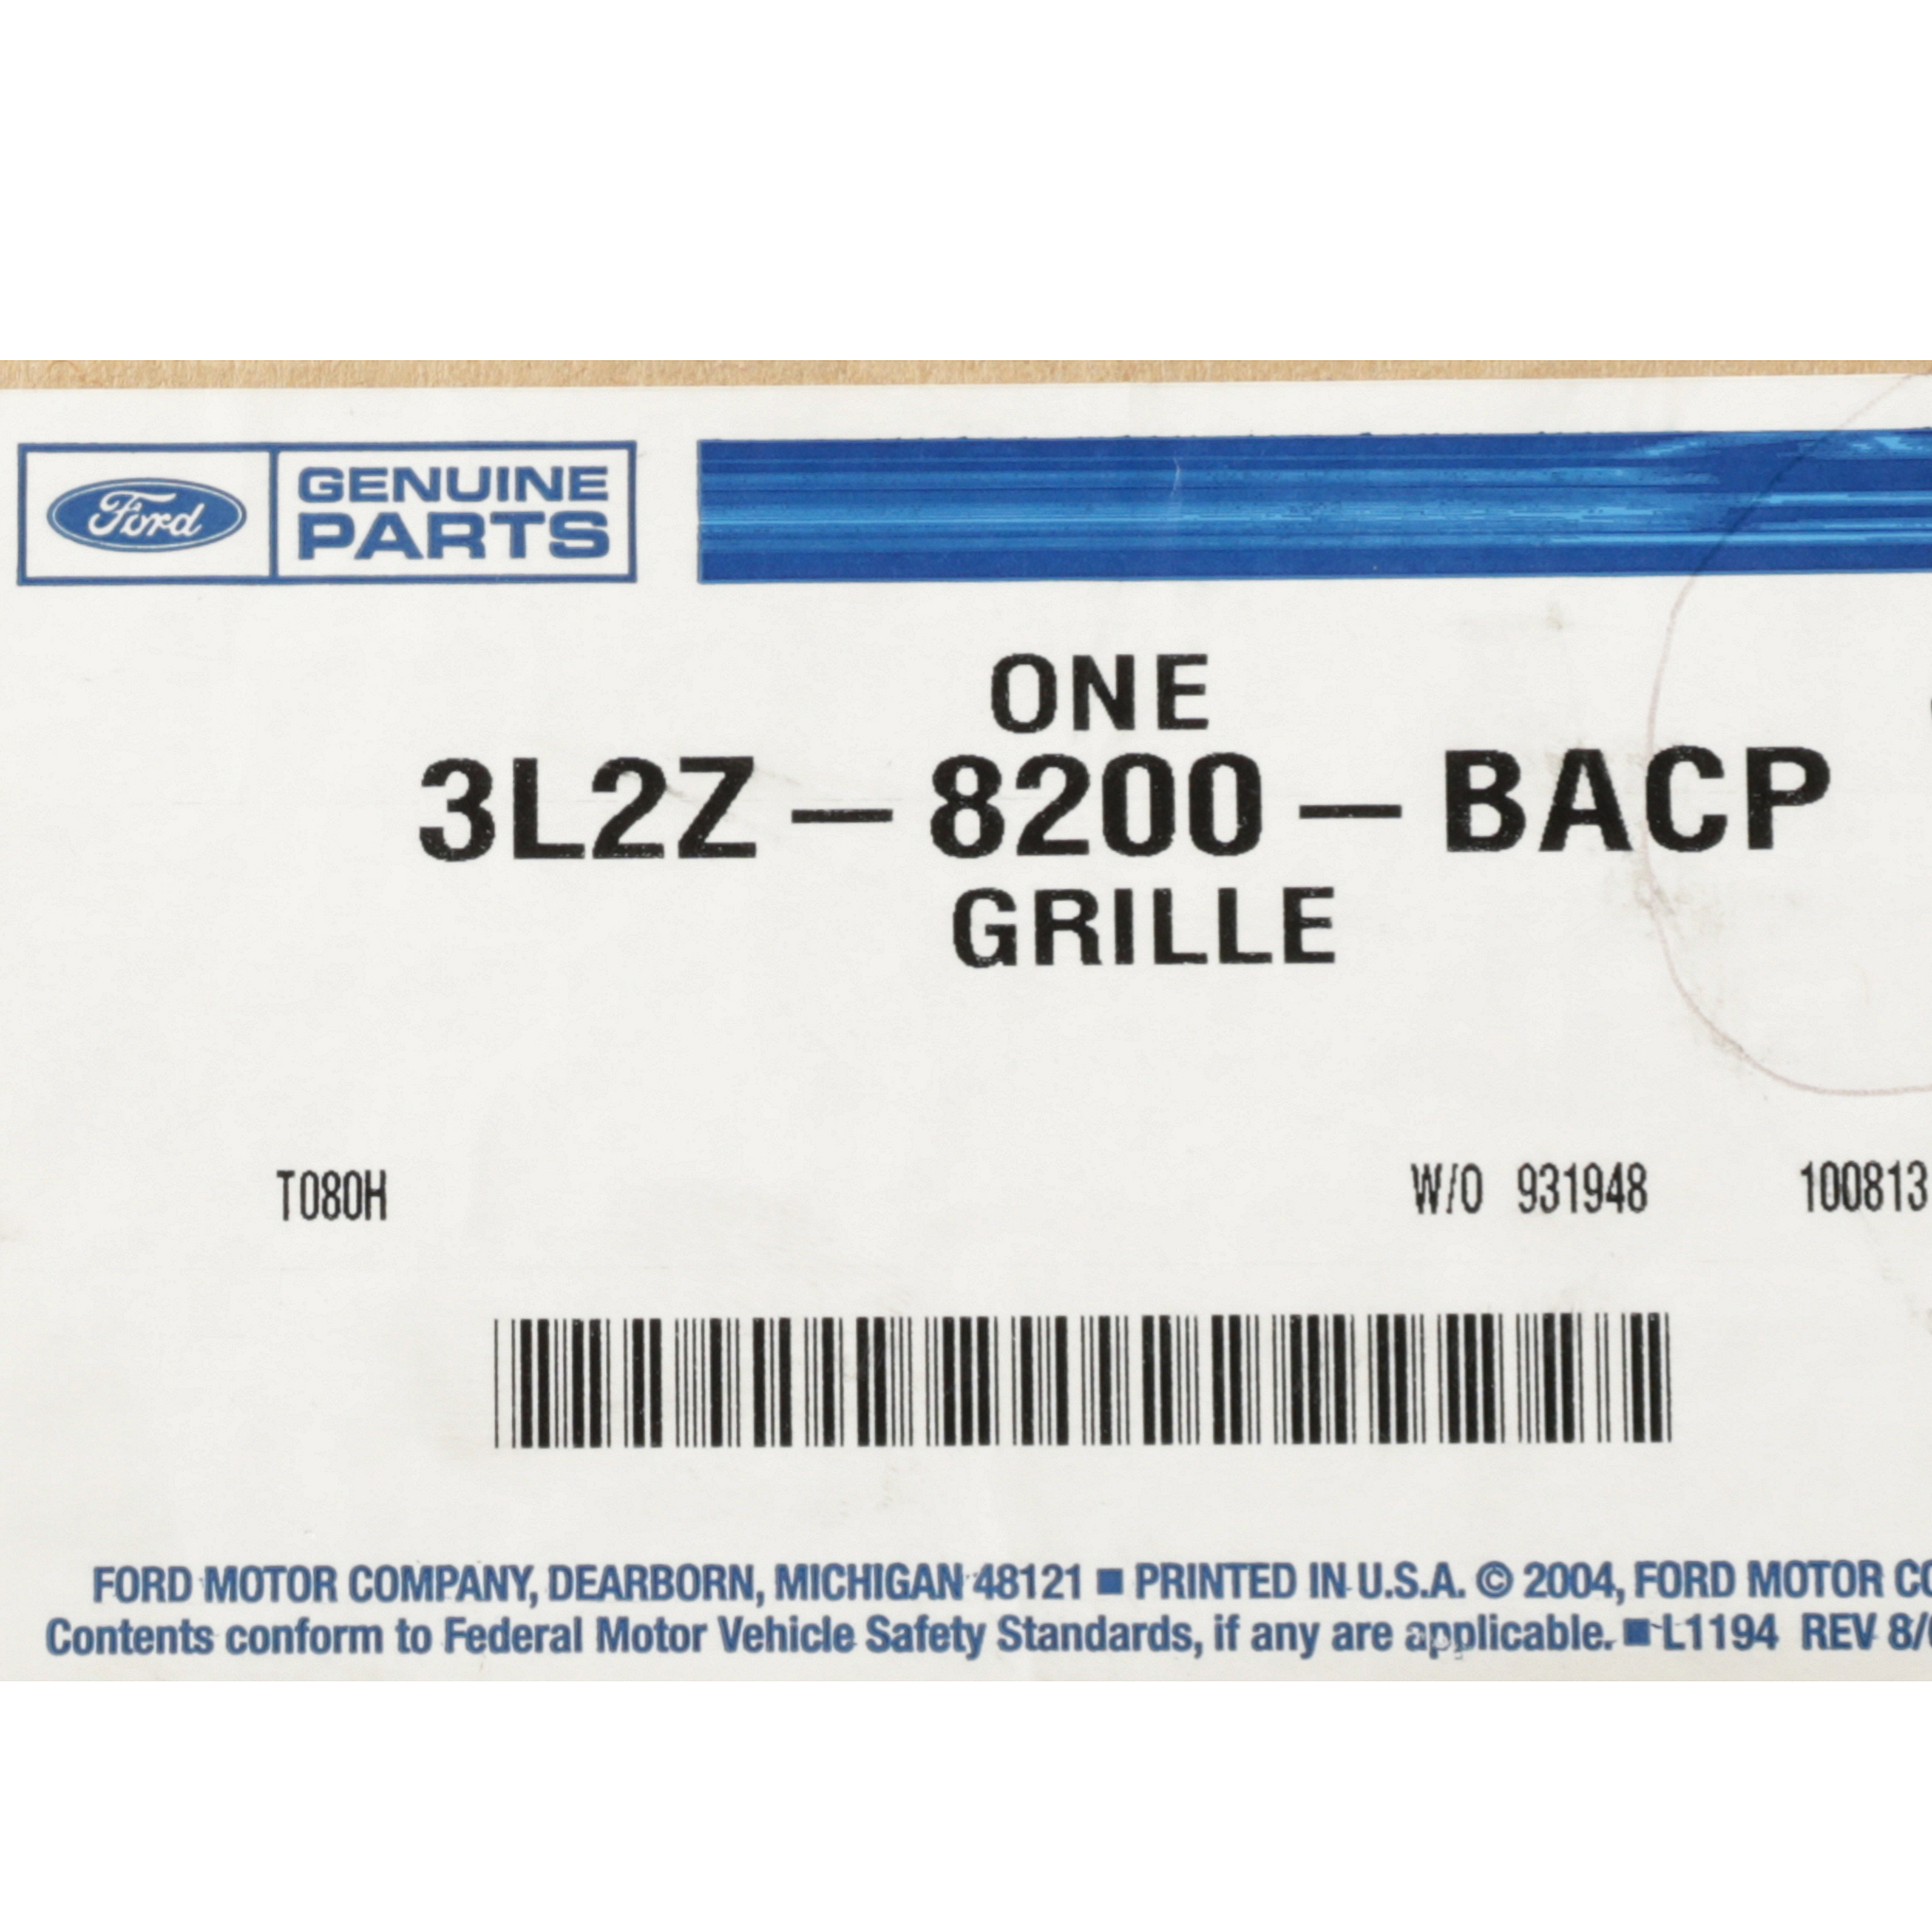 Ford
GENUINE
PARTS
ONE
3L2Z – 8200 – BACP
GRILLE
T080H W/O 931948 100813
FORD MOTOR COMPANY, DEARBORN, MICHIGAN 48121 ■ PRINTED IN U.S.A. © 2004, FORD MOTOR CO
Contents conform to Federal Motor Vehicle Safety Standards, if any are applicable. ■ L1194 REV 8/